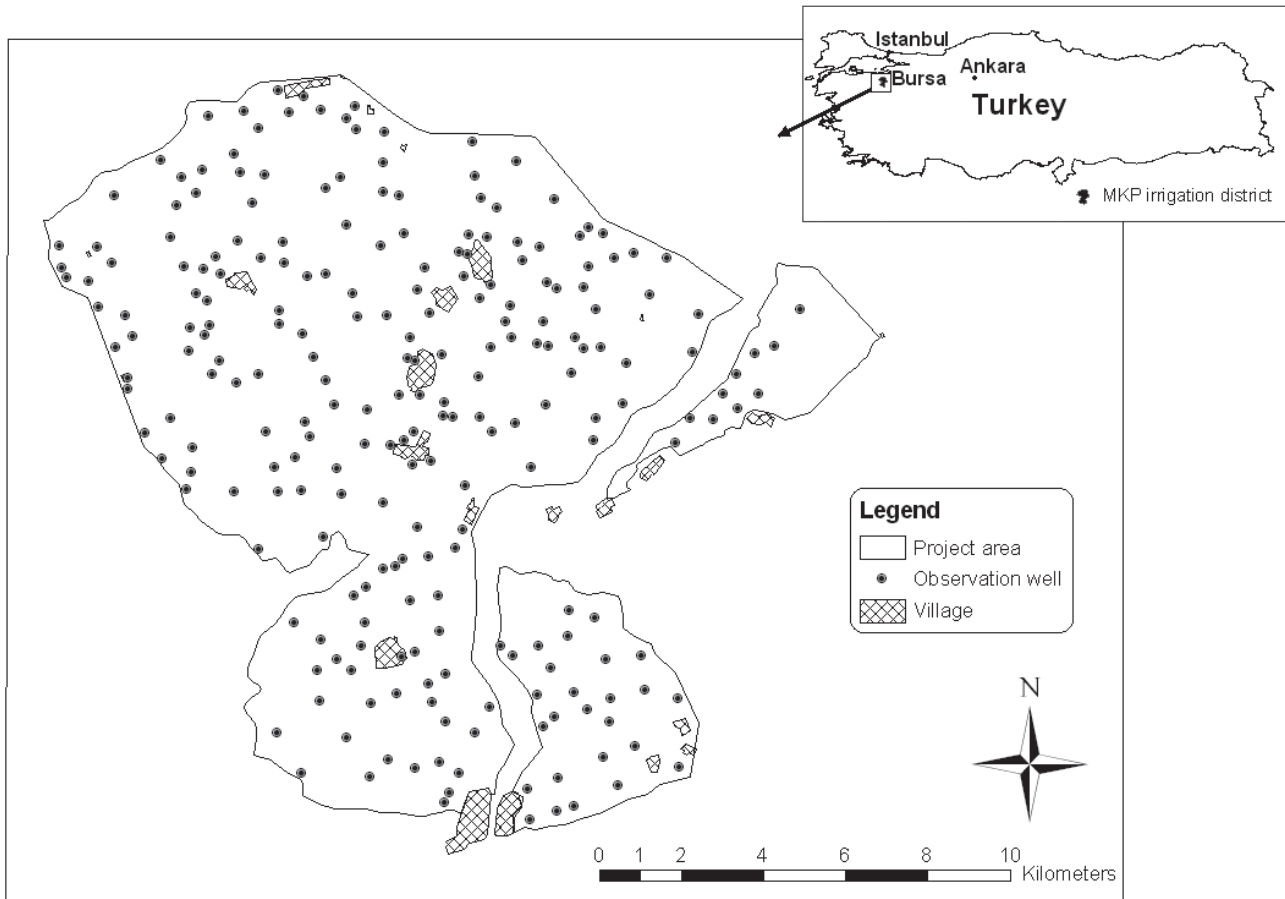 Istanbul
Bursa
Ankara
Turkey
MKP irrigation district
Legend
Project area
Observation well
Village
N
0 1 2 4 6 8 10
Kilometers